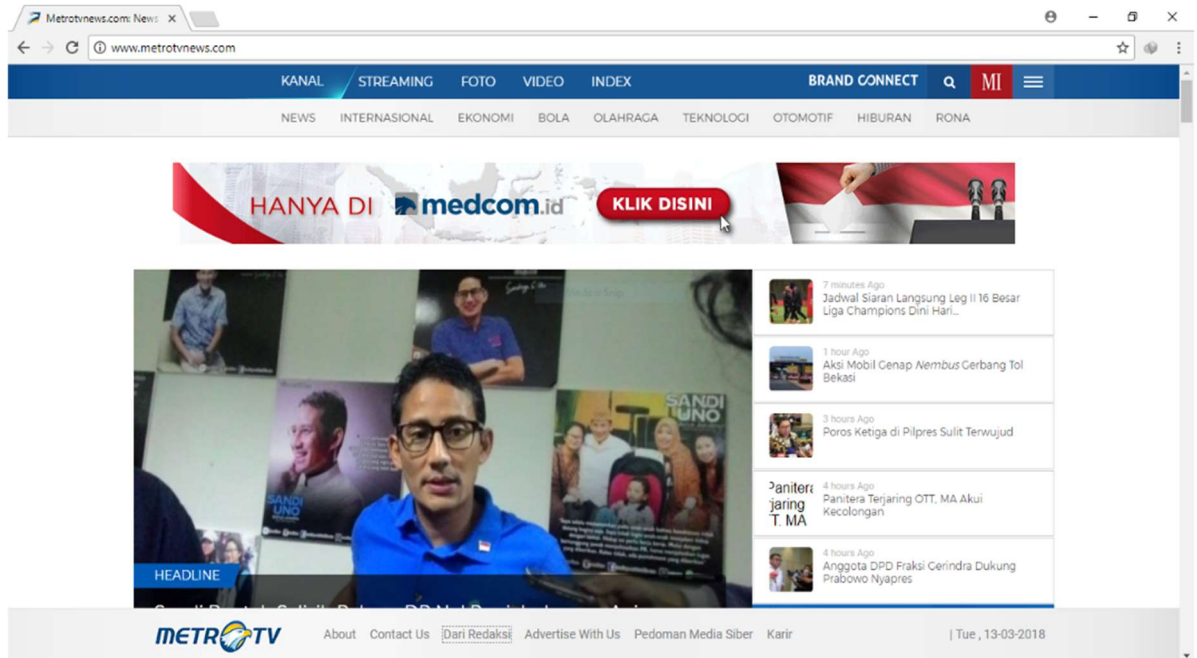 Metrotvnews.com: News
www.metrotvnews.com
KANAL STREAMING FOTO VIDEO INDEX BRAND CONNECT MI
NEWS INTERNASIONAL EKONOMI BOLA OLAHRAGA TEKNOLOGI OTOMOTIF HIBURAN RONA
HANYA DI medcom.id KLIK DISINI
SANDI
UNO
SANDI
UNO
HEADLINE
7 minutes Ago
Jadwal Siaran Langsung Leg II 16 Besar
Liga Champions Dini Hari...
1 hour Ago
Aksi Mobil Genap Nembus Gerbang Tol
Bekasi
3 hours Ago
Poros Ketiga di Pilpres Sulit Terwujud
4 hours Ago
Panitera Terjaring OTT, MA Akui
Kecolongan
4 hours Ago
Anggota DPD Fraksi Gerindra Dukung
Prabowo Nyapres
METRO TV About Contact Us Dari Redaksi Advertise With Us Pedoman Media Siber Karir | Tue , 13-03-2018